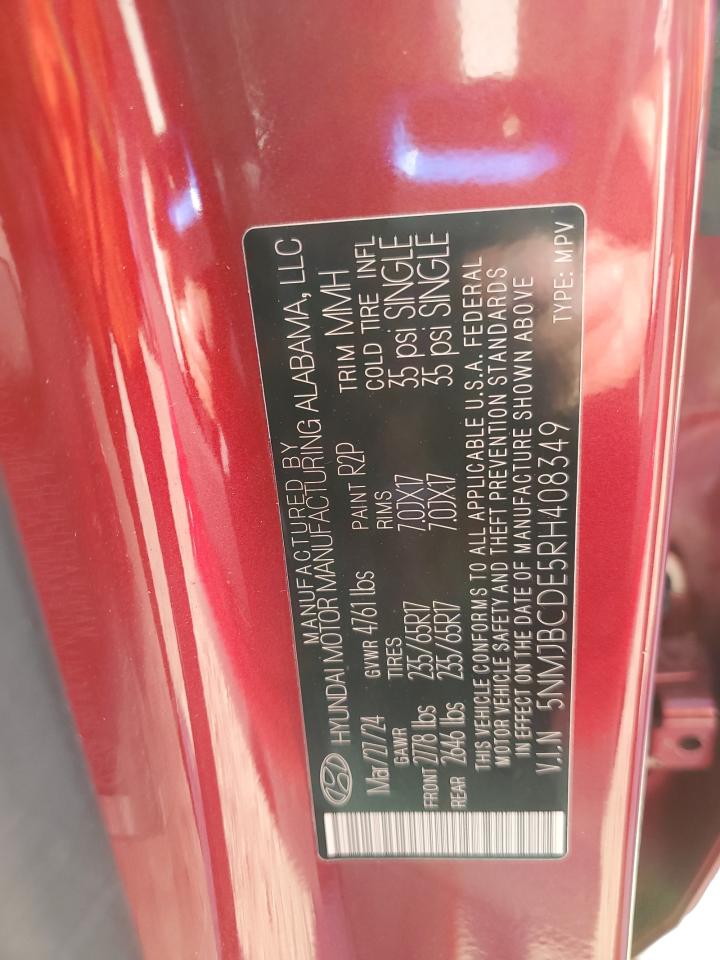 MANUFACTURED BY
HYUNDAI MOTOR MANUFACTURING ALABAMA, LLC
Mar/27/24 GVWR 4761 lbs PAINT R2P TRIM MMH
GAWR TIRES RIMS COLD TIRE INFL
FRONT 2778 lbs 235/65R17 7.0JX17 35 psi SINGLE
REAR 2646 lbs 235/65R17 7.0JX17 35 psi SINGLE
THIS VEHICLE CONFORMS TO ALL APPLICABLE U.S.A. FEDERAL
MOTOR VEHICLE SAFETY AND THEFT PREVENTION STANDARDS
IN EFFECT ON THE DATE OF MANUFACTURE SHOWN ABOVE
V.I.N 5NMJBCDE5RH408349 TYPE: MPV